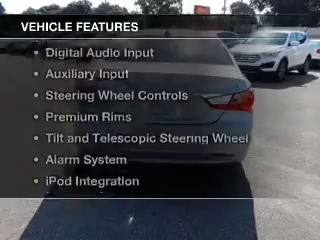 VEHICLE FEATURES
• Digital Audio Input
• Auxiliary Input
• Steering Wheel Controls
• Premium Rims
• Tilt and Telescopic Steering Wheel
• Alarm System
• iPod Integration